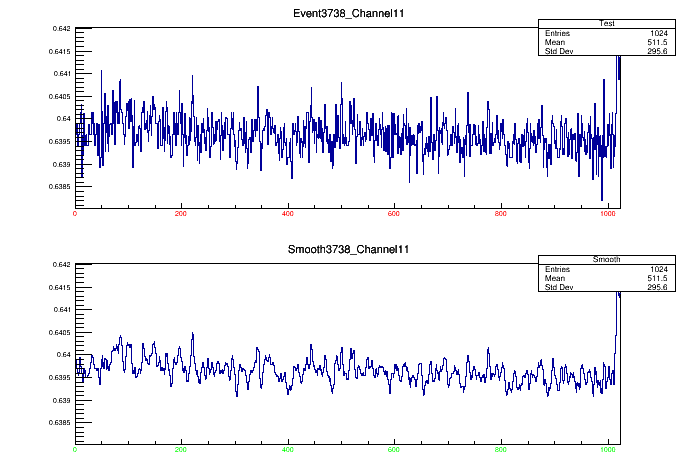 Event3738_Channel11
Test
Entries 1024
Mean 511.5
Std Dev 295.6
0.642
0.6415
0.641
0.6405
0.64
0.6395
0.639
0.6385
0 200 400 600 800 1000
Smooth3738_Channel11
Smooth
Entries 1024
Mean 511.5
Std Dev 295.6
0.642
0.6415
0.641
0.6405
0.64
0.6395
0.639
0.6385
0 200 400 600 800 1000